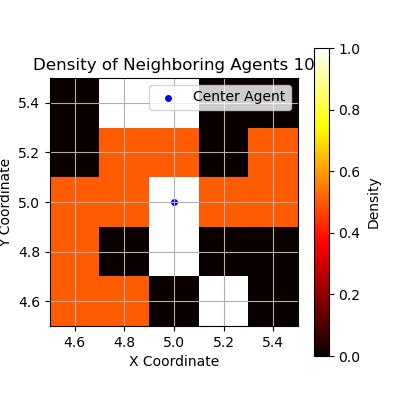 Density of Neighboring Agents 10
Center Agent
5.4
5.2
5.0
4.8
4.6
Y Coordinate
4.6 4.8 5.0 5.2 5.4
X Coordinate
1.0
0.8
0.6
0.4
0.2
0.0
Density